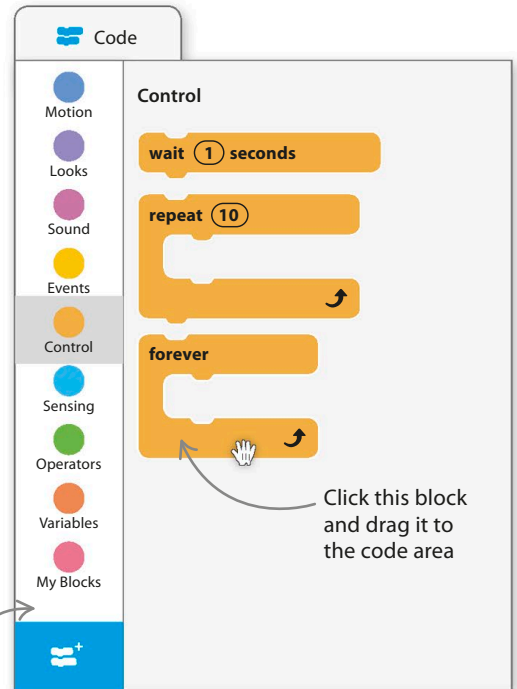 Code
Motion
Looks
Sound
Events
Control
Sensing
Operators
Variables
My Blocks
Control
wait 1 seconds
repeat 10
forever
Click this block
and drag it to
the code area